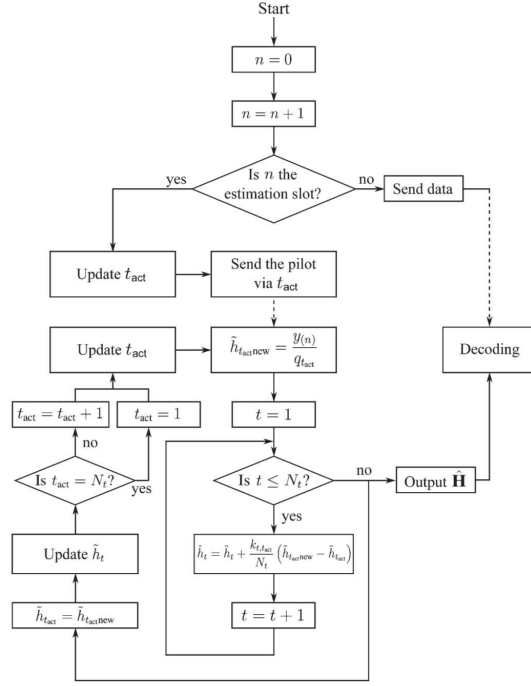 Start
n = 0
n = n + 1
Is n the
estimation slot?
yes
no
Send data
Update t_act
Send the pilot
via t_act
Update t_act
h̃_{t_act new} = y_(n) / q_{t_act}
Decoding
t_act = t_act + 1
t_act = 1
t = 1
no
yes
Is t_act = N_t?
Is t ≤ N_t?
no
Output Ĥ
yes
Update h̃_t
ĥ_t = h̃_t + k_{t,t_act} / N_t (h̃_{t_act new} − h̃_{t_act})
h̃_{t_act} = h̃_{t_act new}
t = t + 1